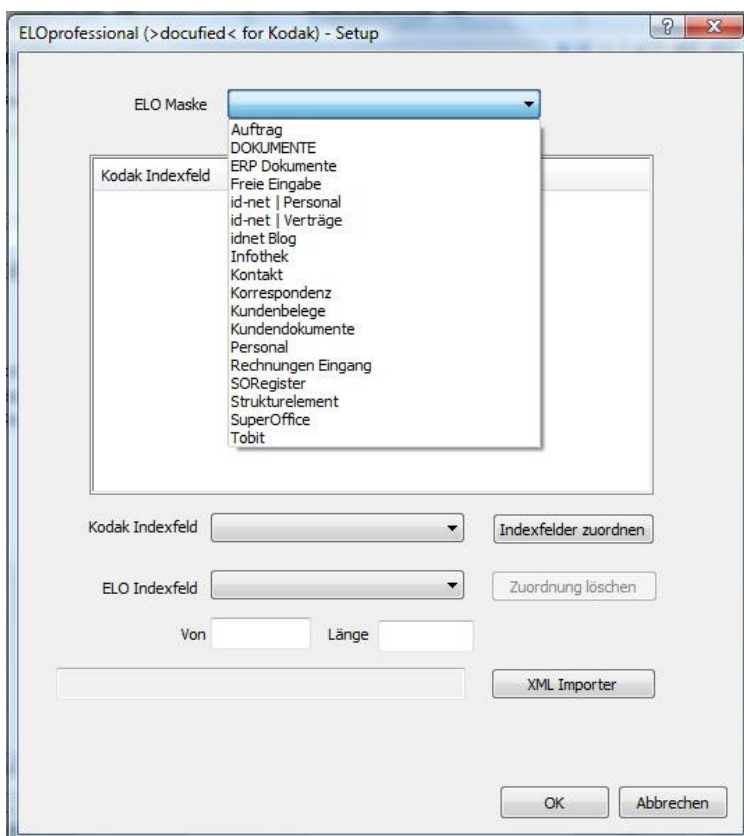 ELOprofessional (>docufied< for Kodak) - Setup
ELO Maske
Auftrag
DOKUMENTE
ERP Dokumente
Freie Eingabe
id-net | Personal
id-net | Verträge
idnet Blog
Infothek
Kontakt
Korrespondenz
Kundenbelege
Kundendokumente
Personal
Rechnungen Eingang
SORegister
Strukturelement
SuperOffice
Tobit
Kodak Indexfeld
Kodak Indexfeld
Indexfelder zuordnen
ELO Indexfeld
Zuordnung löschen
Von
Länge
XML Importer
OK
Abbrechen